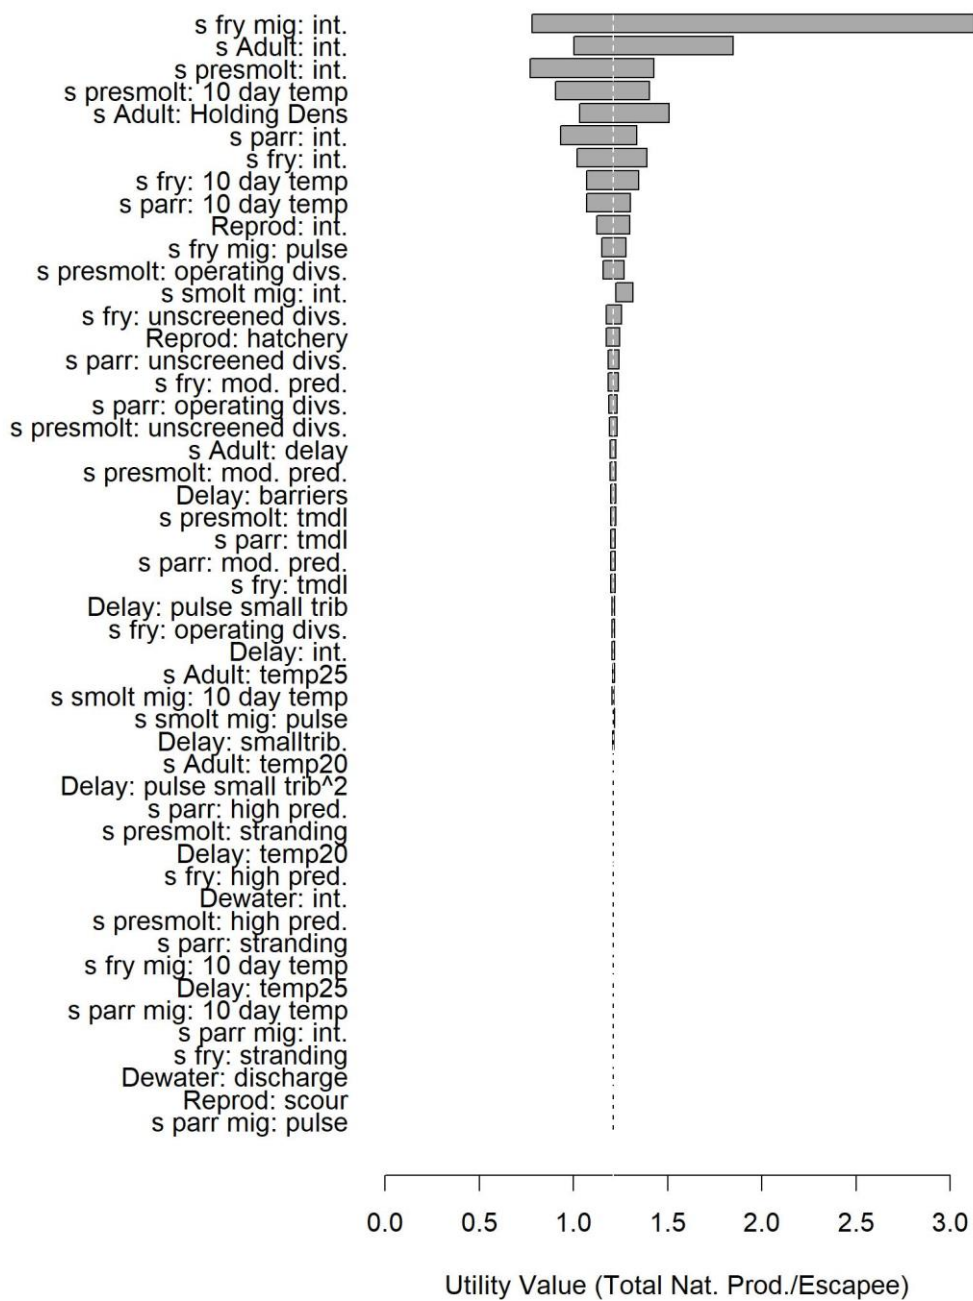 s fry mig: int.
s Adult: int.
s presmolt: int.
s presmolt: 10 day temp
s Adult: Holding Dens
s parr: int.
s fry: int.
s fry: 10 day temp
s parr: 10 day temp
Reprod: int.
s fry mig: pulse
s presmolt: operating divs.
s smolt mig: int.
s fry: unscreened divs.
Reprod: hatchery
s parr: unscreened divs.
s fry: mod. pred.
s parr: operating divs.
s presmolt: unscreened divs.
s Adult: delay
s presmolt: mod. pred.
Delay: barriers
s presmolt: tmdl
s parr: tmdl
s parr: mod. pred.
s fry: tmdl
Delay: pulse small trib
s fry: operating divs.
Delay: int.
s Adult: temp25
s smolt mig: 10 day temp
s smolt mig: pulse
Delay: smalltrib.
s Adult: temp20
Delay: pulse small trib^2
s parr: high pred.
s presmolt: stranding
Delay: temp20
s fry: high pred.
Dewater: int.
s presmolt: high pred.
s parr: stranding
s fry mig: 10 day temp
Delay: temp25
s parr mig: 10 day temp
s parr mig: int.
s fry: stranding
Dewater: discharge
Reprod: scour
s parr mig: pulse
0.0 0.5 1.0 1.5 2.0 2.5 3.0
Utility Value (Total Nat. Prod./Escapee)